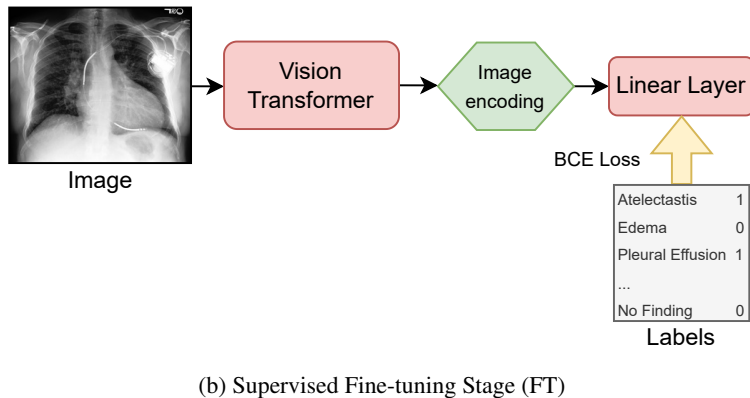 Image
Vision
Transformer
Image
encoding
Linear Layer
BCE Loss
Atelectastis 1
Edema 0
Pleural Effusion 1
...
No Finding 0
Labels
(b) Supervised Fine-tuning Stage (FT)